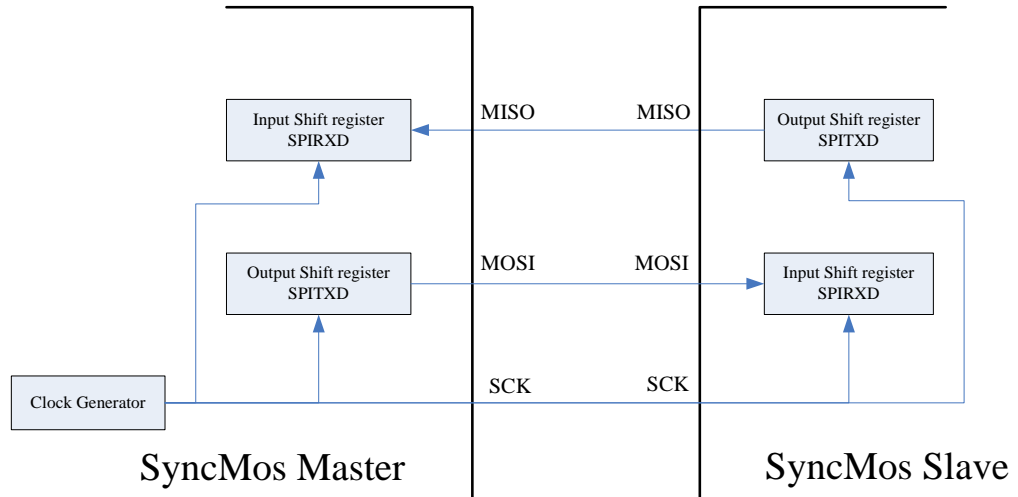 Input Shift register
SPIRXD
MISO
MISO
Output Shift register
SPITXD
Output Shift register
SPITXD
MOSI
MOSI
Input Shift register
SPIRXD
Clock Generator
SCK
SCK
SyncMos Master
SyncMos Slave